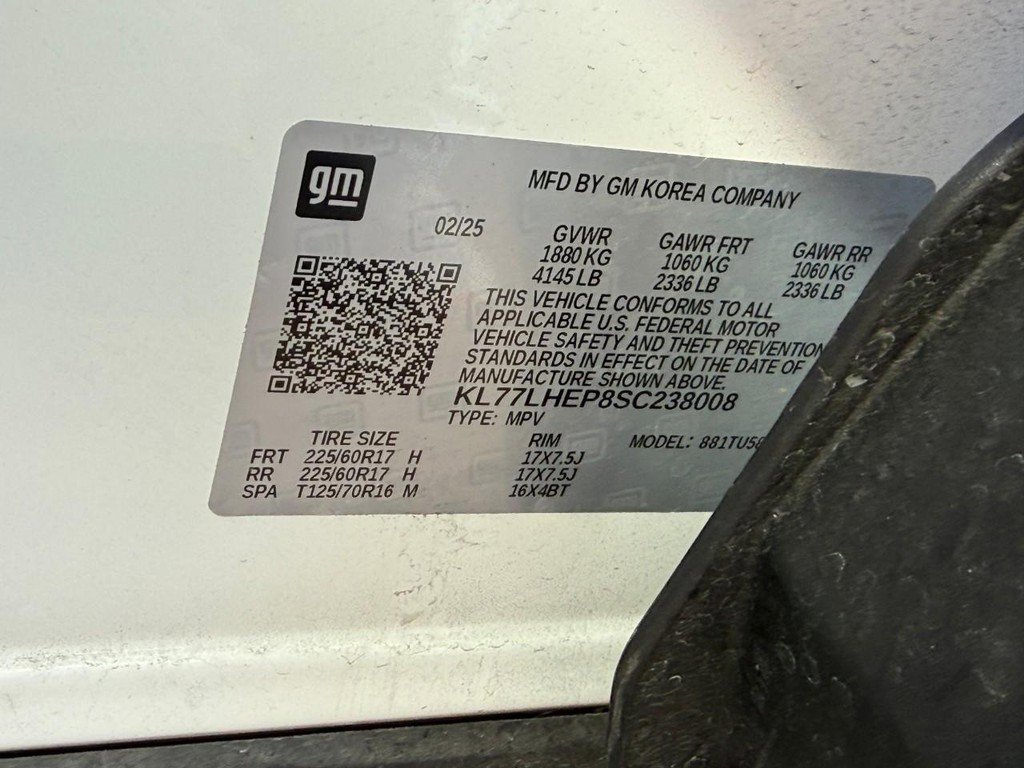 gm
MFD BY GM KOREA COMPANY
02/25 GVWR GAWR FRT GAWR RR
1880 KG 1060 KG 1060 KG
4145 LB 2336 LB 2336 LB
THIS VEHICLE CONFORMS TO ALL
APPLICABLE U.S. FEDERAL MOTOR
VEHICLE SAFETY AND THEFT PREVENTION
STANDARDS IN EFFECT ON THE DATE OF
MANUFACTURE SHOWN ABOVE.
KL77LHEP8SC238008
TYPE: MPV
TIRE SIZE RIM MODEL:
FRT 225/60R17 H 17X7.5J
RR 225/60R17 H 17X7.5J
SPA T125/70R16 M 16X4BT